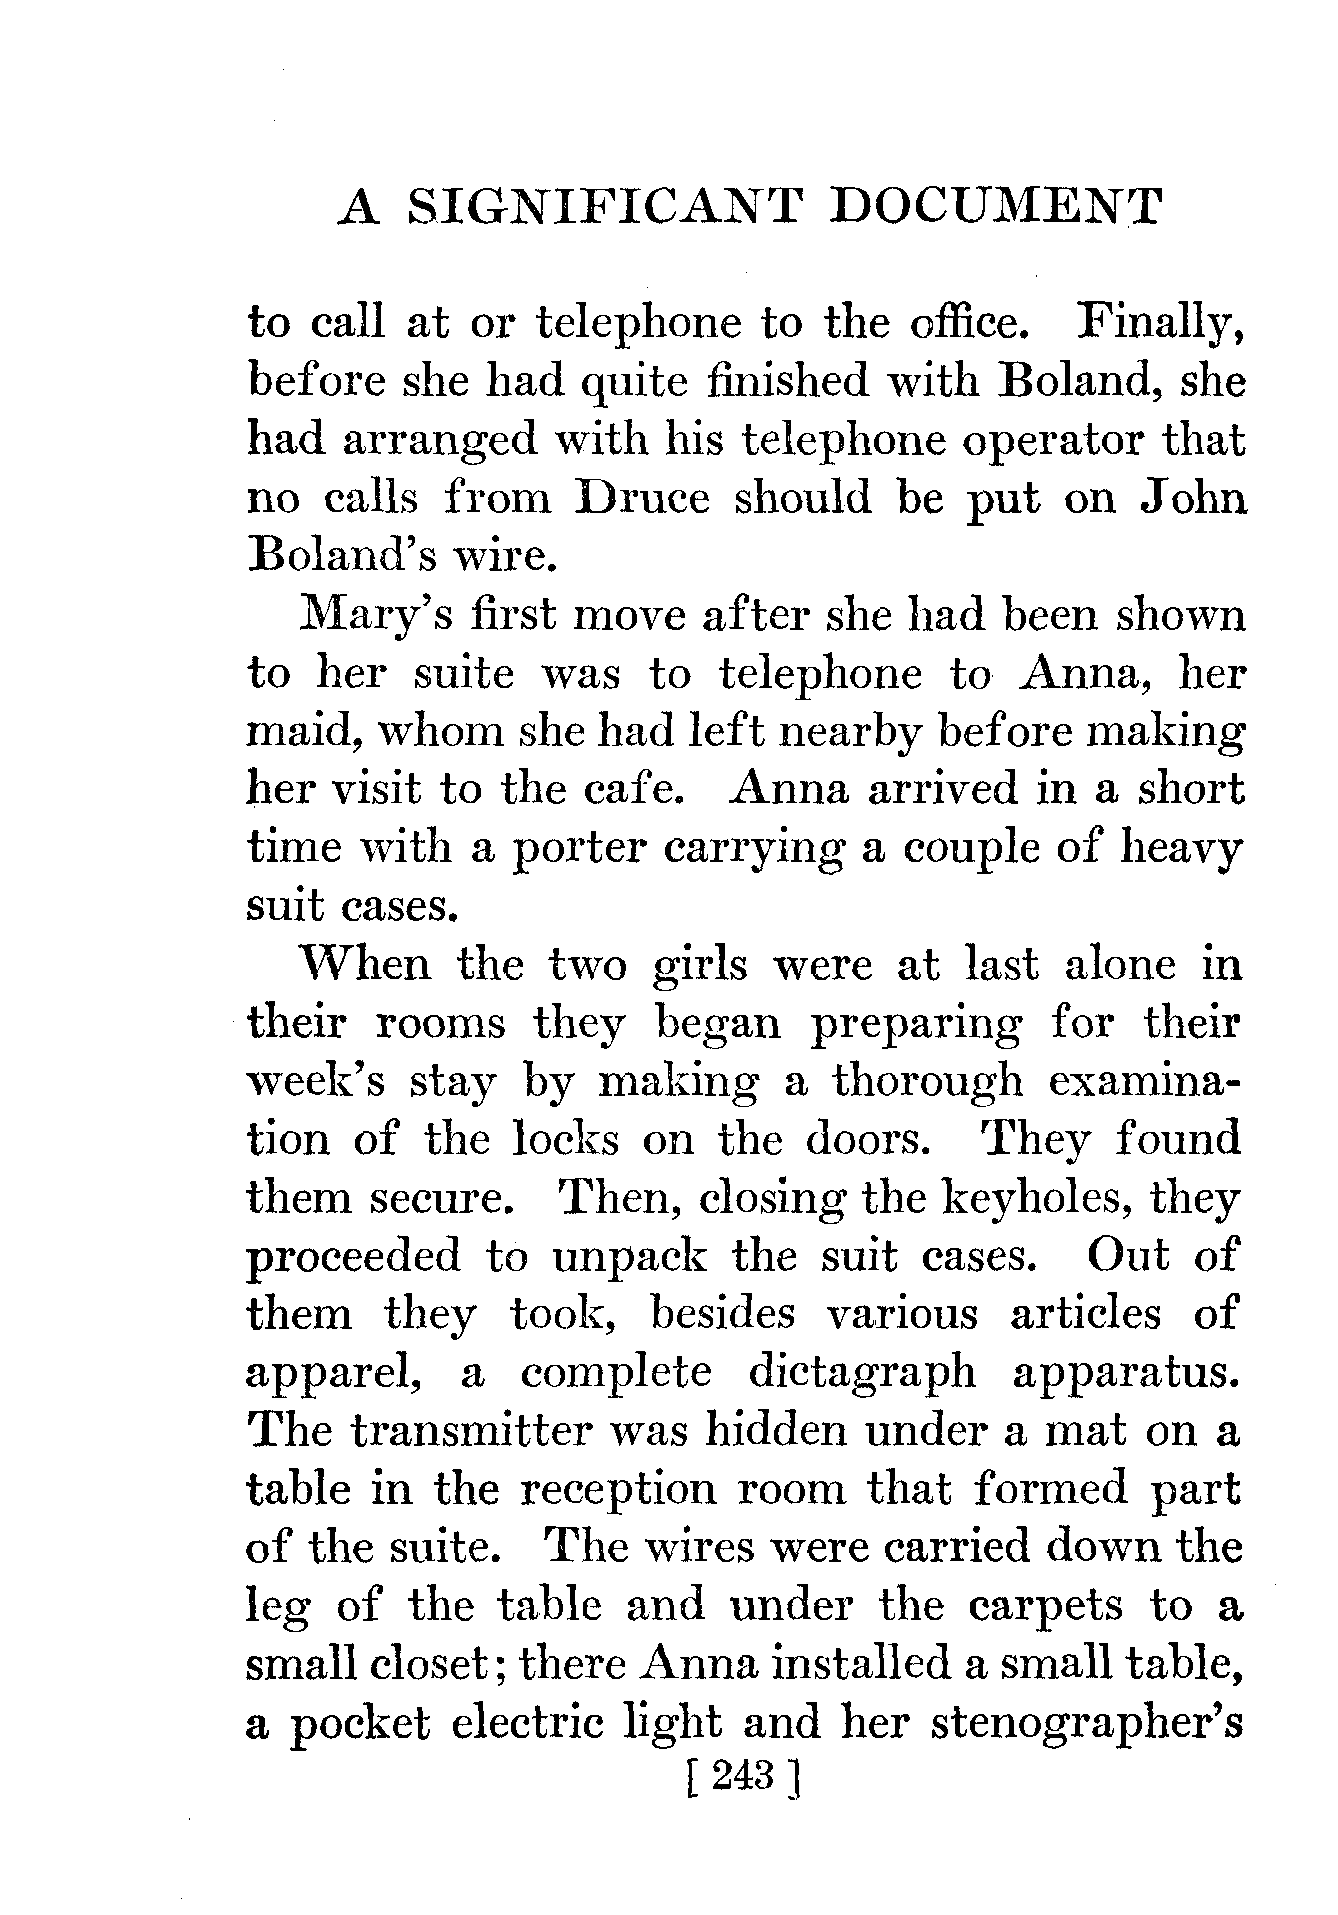 A SIGNIFICANT DOCUMENT
to call at or telephone to the office. Finally,
before she had quite finished with Boland, she
had arranged with his telephone operator that
no calls from Druce should be put on John
Boland's wire.
Mary's first move after she had been shown
to her suite was to telephone to Anna, her
maid, whom she had left nearby before making
her visit to the cafe. Anna arrived in a short
time with a porter carrying a couple of heavy
suit cases.
When the two girls were at last alone in
their rooms they began preparing for their
week's stay by making a thorough examina-
tion of the locks on the doors. They found
them secure. Then, closing the keyholes, they
proceeded to unpack the suit cases. Out of
them they took, besides various articles of
apparel, a complete dictagraph apparatus.
The transmitter was hidden under a mat on a
table in the reception room that formed part
of the suite. The wires were carried down the
leg of the table and under the carpets to a
small closet; there Anna installed a small table,
a pocket electric light and her stenographer's
[ 243 ]